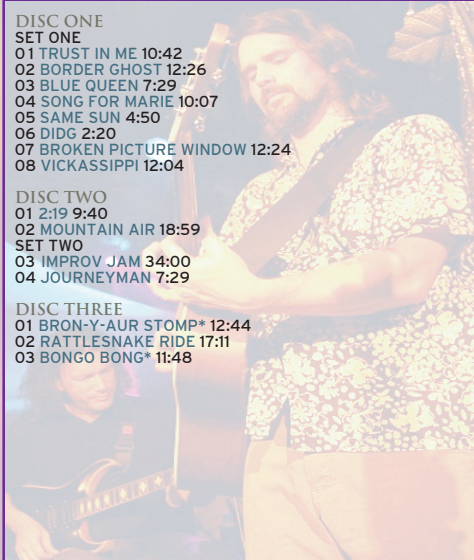 DISC ONE
SET ONE
01 TRUST IN ME 10:42
02 BORDER GHOST 12:26
03 BLUE QUEEN 7:29
04 SONG FOR MARIE 10:07
05 SAME SUN 4:50
06 DIDG 2:20
07 BROKEN PICTURE WINDOW 12:24
08 VICKASSIPPI 12:04
DISC TWO
01 2:19 9:40
02 MOUNTAIN AIR 18:59
SET TWO
03 IMPROV JAM 34:00
04 JOURNEYMAN 7:29
DISC THREE
01 BRON-Y-AUR STOMP* 12:44
02 RATTLESNAKE RIDE 17:11
03 BONGO BONG* 11:48